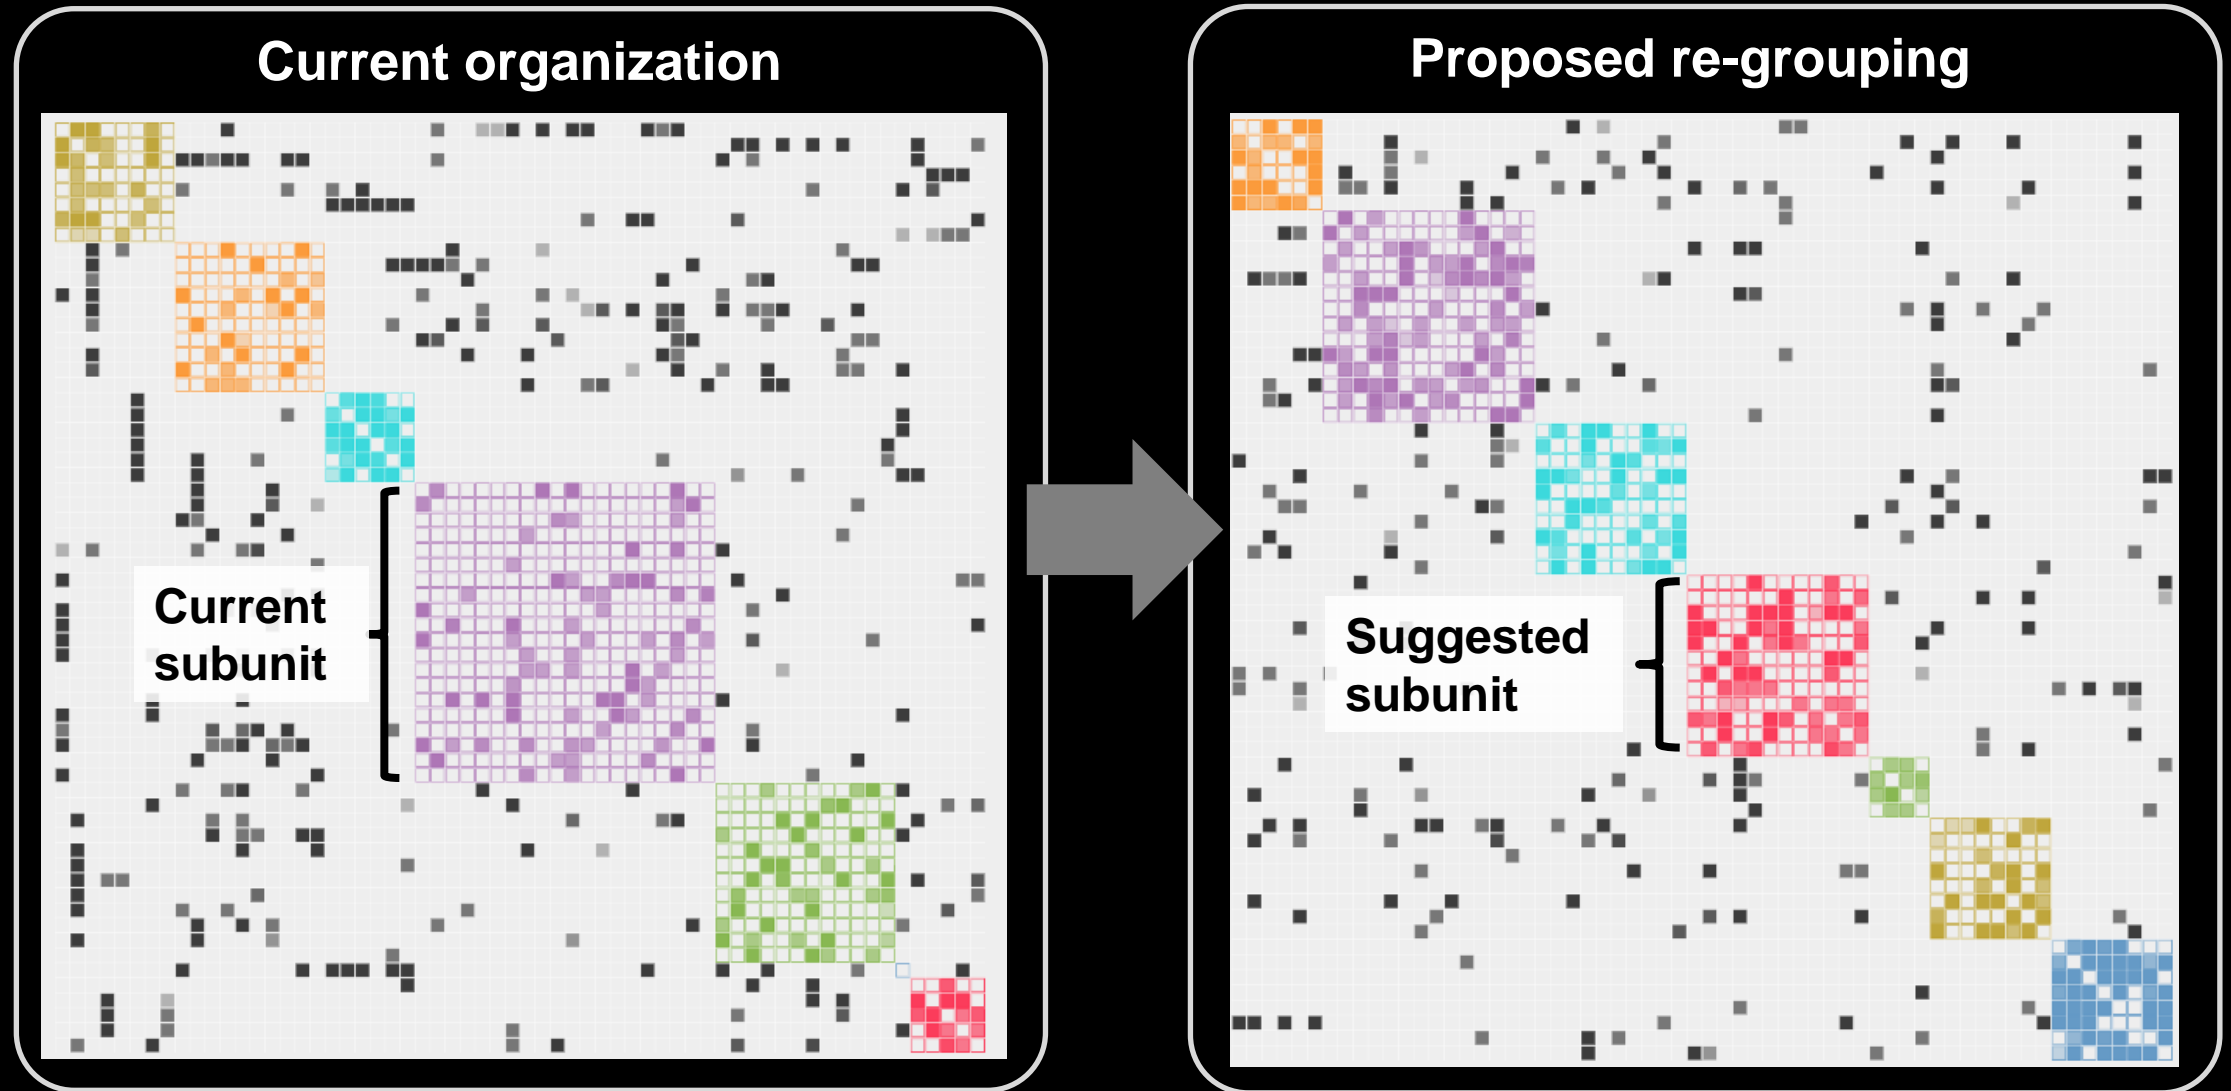 Current organization
Current
subunit
Proposed re-grouping
Suggested
subunit